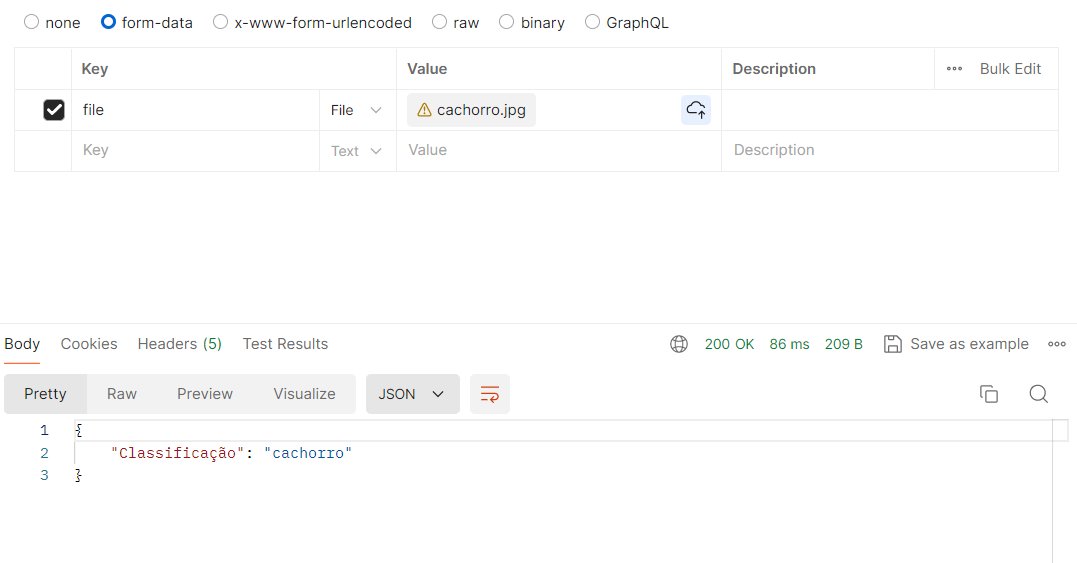 none form-data x-www-form-urlencoded raw binary GraphQL
Key Value Description Bulk Edit
file File cachorro.jpg
Key Text Value Description
Body Cookies Headers (5) Test Results 200 OK 86 ms 209 B Save as example
Pretty Raw Preview Visualize JSON
1 {
2 "Classificação": "cachorro"
3 }